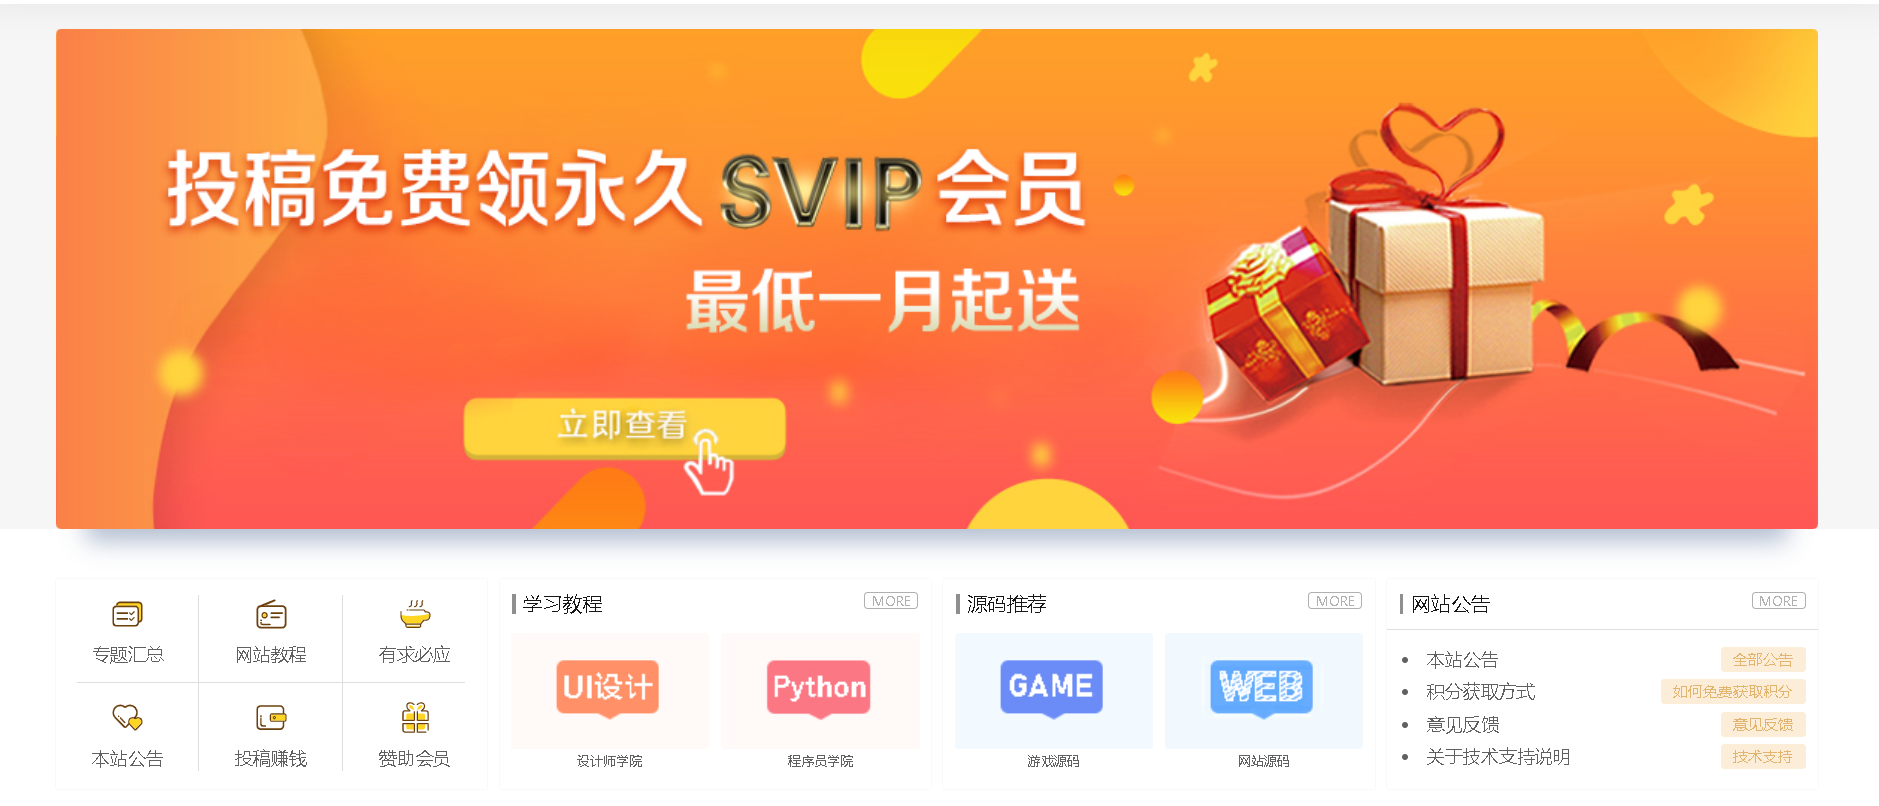 投稿免费领永久SVIP会员
最低一月起送
立即查看
专题汇总
网站教程
有求必应
本站公告
投稿赚钱
赞助会员
学习教程
MORE
UI设计
Python
设计师学院
程序员学院
源码推荐
MORE
GAME
WEB
游戏源码
网站源码
网站公告
MORE
本站公告
全部公告
积分获取方式
如何免费获取积分
意见反馈
意见反馈
关于技术支持说明
技术支持